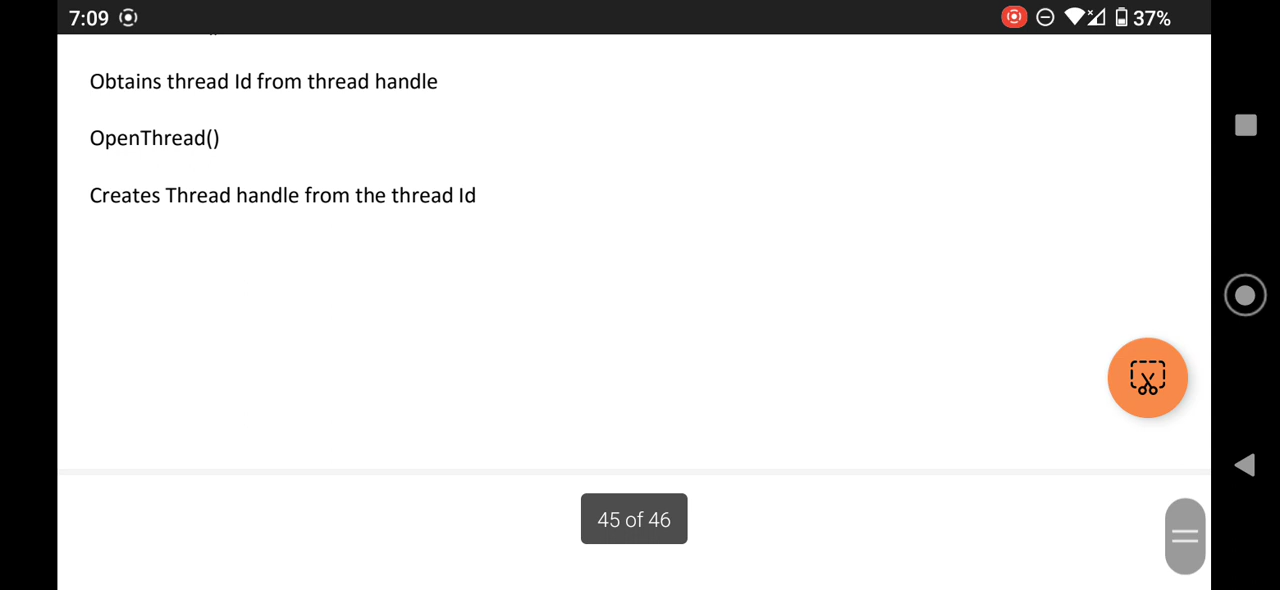 7:09
37%
Obtains thread Id from thread handle
OpenThread()
Creates Thread handle from the thread Id
45 of 46